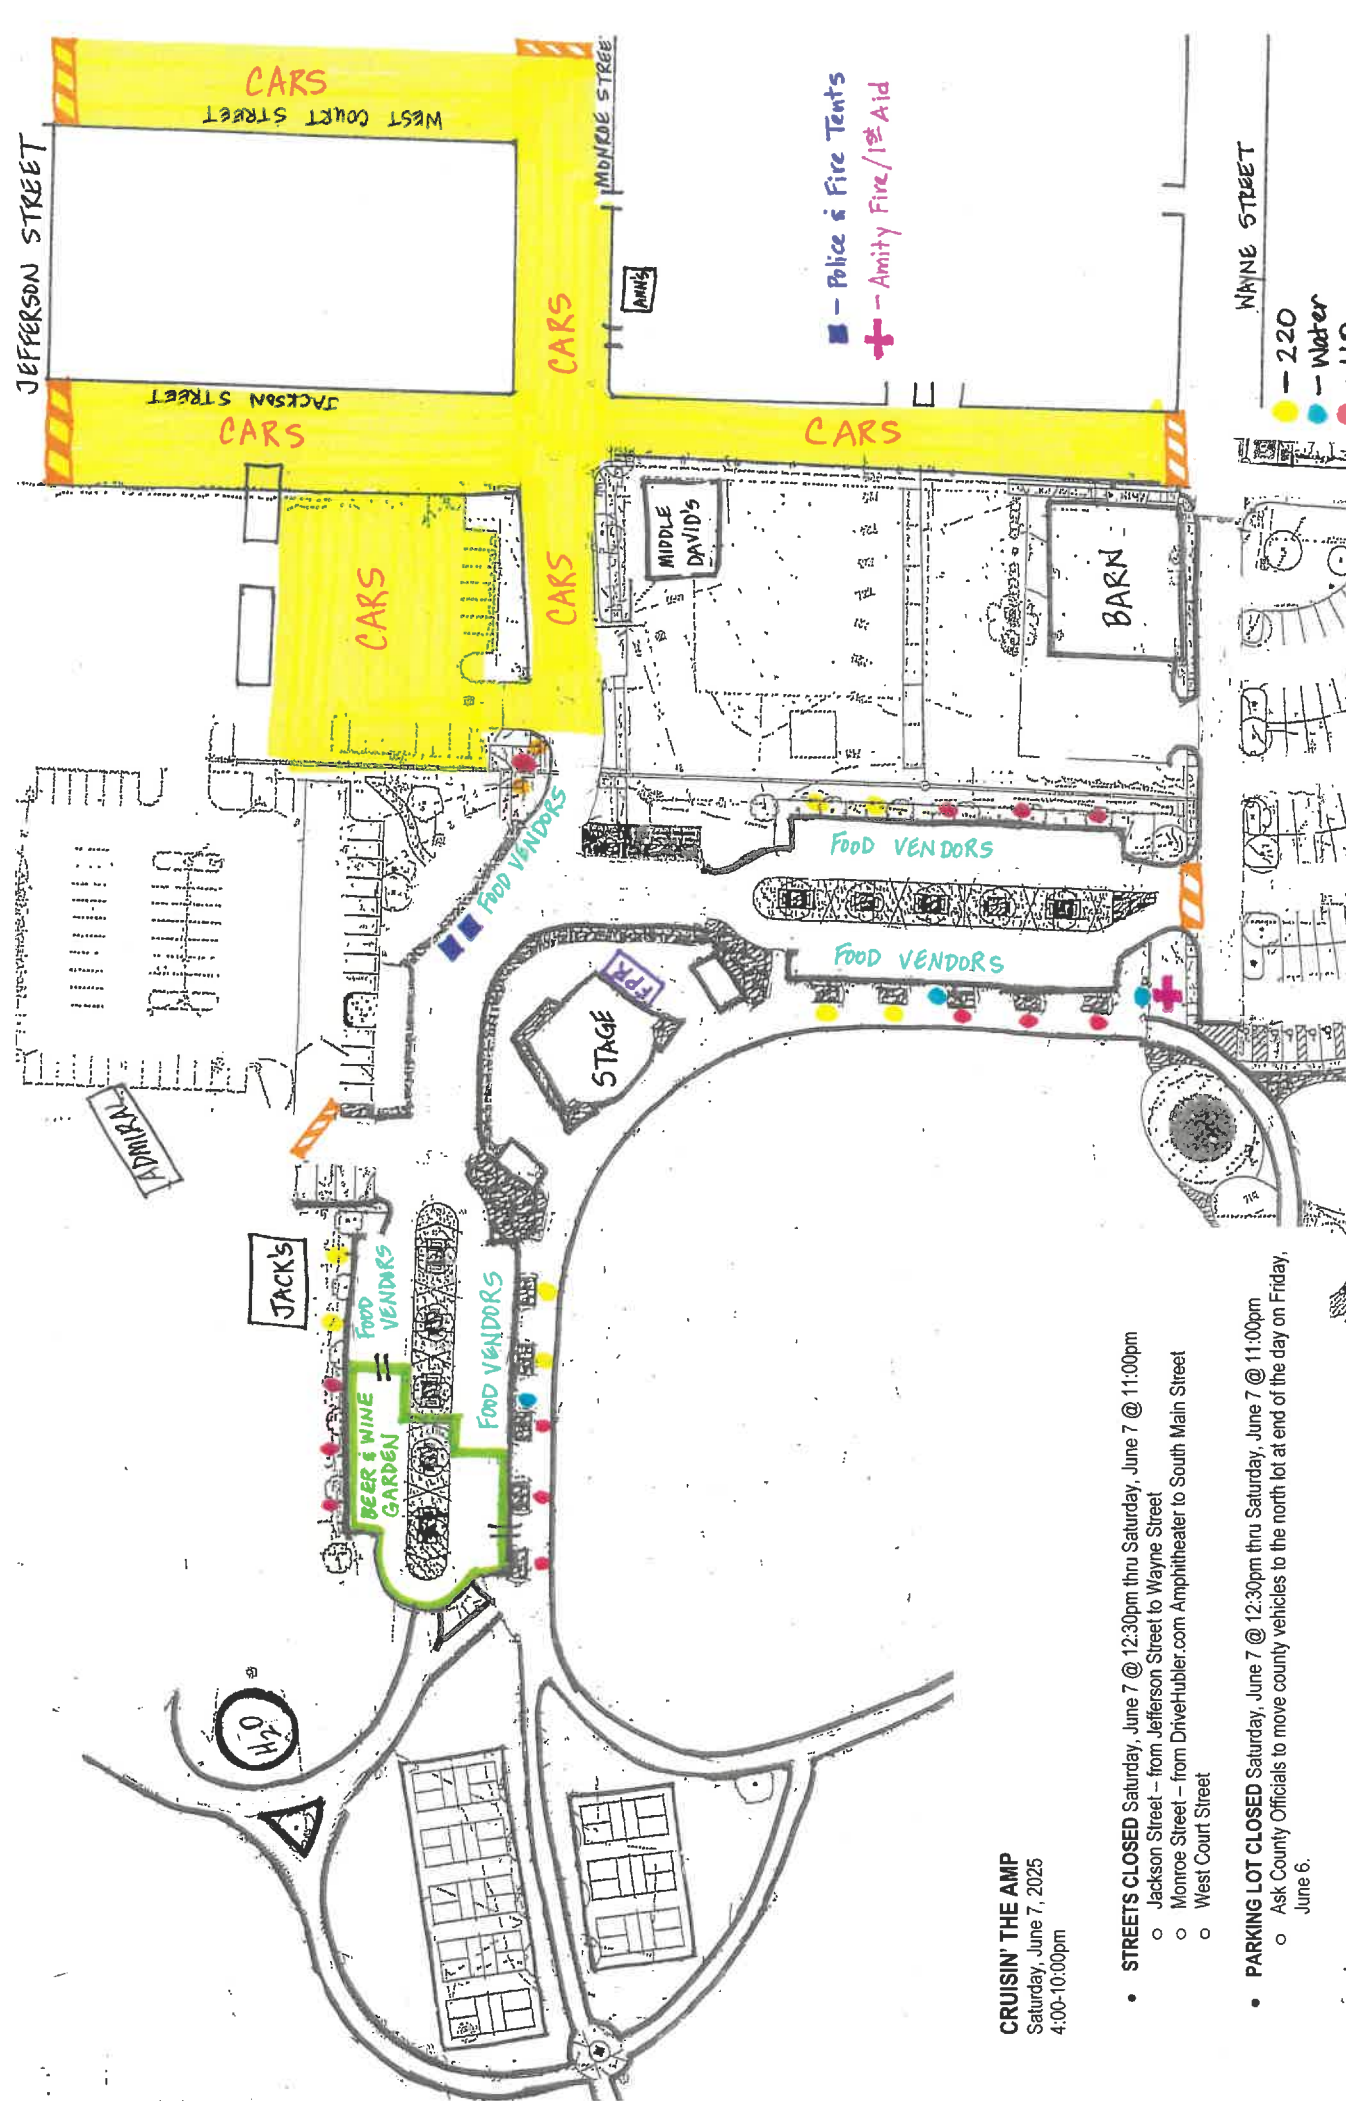 JEFFERSON STREET
CARS
WEST COURT STREET
MONROE STREET
CARS
JACKSON STREET
CARS
ANN'S
CARS
■ - Police & Fire Tents
✚ - Amity Fire/1st Aid
WAYNE STREET
- 220
- Water
CARS
CARS
MIDDLE
DAVID'S
BARN
FOOD VENDORS
FOOD VENDORS
FOOD VENDORS
FPR
STAGE
ADMIRAL
JACK'S
FOOD
VENDORS
FOOD VENDORS
BEER & WINE
GARDEN
H2O
CRUISIN' THE AMP
Saturday, June 7, 2025
4:00-10:00pm
• STREETS CLOSED Saturday, June 7 @ 12:30pm thru Saturday, June 7 @ 11:00pm
o Jackson Street – from Jefferson Street to Wayne Street
o Monroe Street – from DriveHubler.com Amphitheater to South Main Street
o West Court Street
• PARKING LOT CLOSED Saturday, June 7 @ 12:30pm thru Saturday, June 7 @ 11:00pm
o Ask County Officials to move county vehicles to the north lot at end of the day on Friday,
June 6.